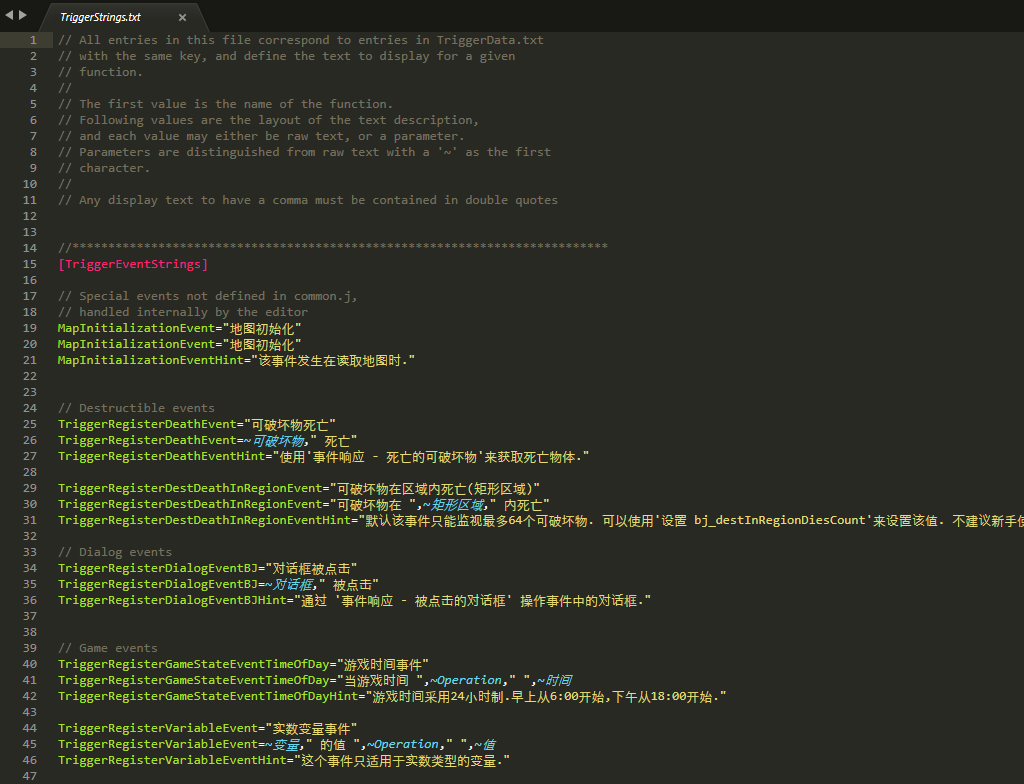 TriggerStrings.txt ×
1 // All entries in this file correspond to entries in TriggerData.txt
2 // with the same key, and define the text to display for a given
3 // function.
4 //
5 // The first value is the name of the function.
6 // Following values are the layout of the text description,
7 // and each value may either be raw text, or a parameter.
8 // Parameters are distinguished from raw text with a '~' as the first
9 // character.
10 //
11 // Any display text to have a comma must be contained in double quotes
12
13
14 //***************************************************************************
15 [TriggerEventStrings]
16
17 // Special events not defined in common.j,
18 // handled internally by the editor
19 MapInitializationEvent="地图初始化"
20 MapInitializationEvent="地图初始化"
21 MapInitializationEventHint="该事件发生在读取地图时."
22
23
24 // Destructible events
25 TriggerRegisterDeathEvent="可破坏物死亡"
26 TriggerRegisterDeathEvent=~可破坏物," 死亡"
27 TriggerRegisterDeathEventHint="使用'事件响应 - 死亡的可破坏物'来获取死亡物体."
28
29 TriggerRegisterDestDeathInRegionEvent="可破坏物在区域内死亡(矩形区域)"
30 TriggerRegisterDestDeathInRegionEvent="可破坏物在 ",~矩形区域," 内死亡"
31 TriggerRegisterDestDeathInRegionEventHint="默认该事件只能监视最多64个可破坏物. 可以使用'设置 bj_destInRegionDiesCount'来设置该值. 不建议新手使
32
33 // Dialog events
34 TriggerRegisterDialogEventBJ="对话框被点击"
35 TriggerRegisterDialogEventBJ=~对话框," 被点击"
36 TriggerRegisterDialogEventBJHint="通过 '事件响应 - 被点击的对话框' 操作事件中的对话框."
37
38
39 // Game events
40 TriggerRegisterGameStateEventTimeOfDay="游戏时间事件"
41 TriggerRegisterGameStateEventTimeOfDay="当游戏时间 ",~Operation," ",~时间
42 TriggerRegisterGameStateEventTimeOfDayHint="游戏时间采用24小时制.早上从6:00开始,下午从18:00开始."
43
44 TriggerRegisterVariableEvent="实数变量事件"
45 TriggerRegisterVariableEvent=~变量," 的值 ",~Operation," ",~值
46 TriggerRegisterVariableEventHint="这个事件只适用于实数类型的变量."
47